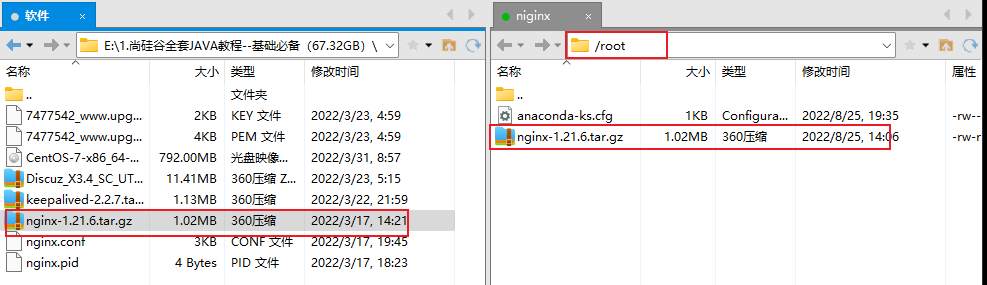 软件 ×
E:\1.尚硅谷全套JAVA教程--基础必备（67.32GB）\
名称 大小 类型 修改时间
.. 文件夹
7477542_www.upg... 2KB KEY 文件 2022/3/23, 4:59
7477542_www.upg... 4KB PEM 文件 2022/3/23, 4:59
CentOS-7-x86_64-... 792.00MB 光盘映像... 2022/3/31, 8:57
Discuz_X3.4_SC_UT... 11.41MB 360压缩 Z... 2022/3/23, 5:15
keepalived-2.2.7.ta... 1.13MB 360压缩 2022/3/22, 21:59
nginx-1.21.6.tar.gz 1.02MB 360压缩 2022/3/17, 14:21
nginx.conf 3KB CONF 文件 2022/3/17, 19:45
nginx.pid 4 Bytes PID 文件 2022/3/17, 18:23
niginx ×
/root
名称 大小 类型 修改时间 属性
..
anaconda-ks.cfg 1KB Configura... 2022/8/25, 19:35 -rw--
nginx-1.21.6.tar.gz 1.02MB 360压缩 2022/8/25, 14:06 -rw-r